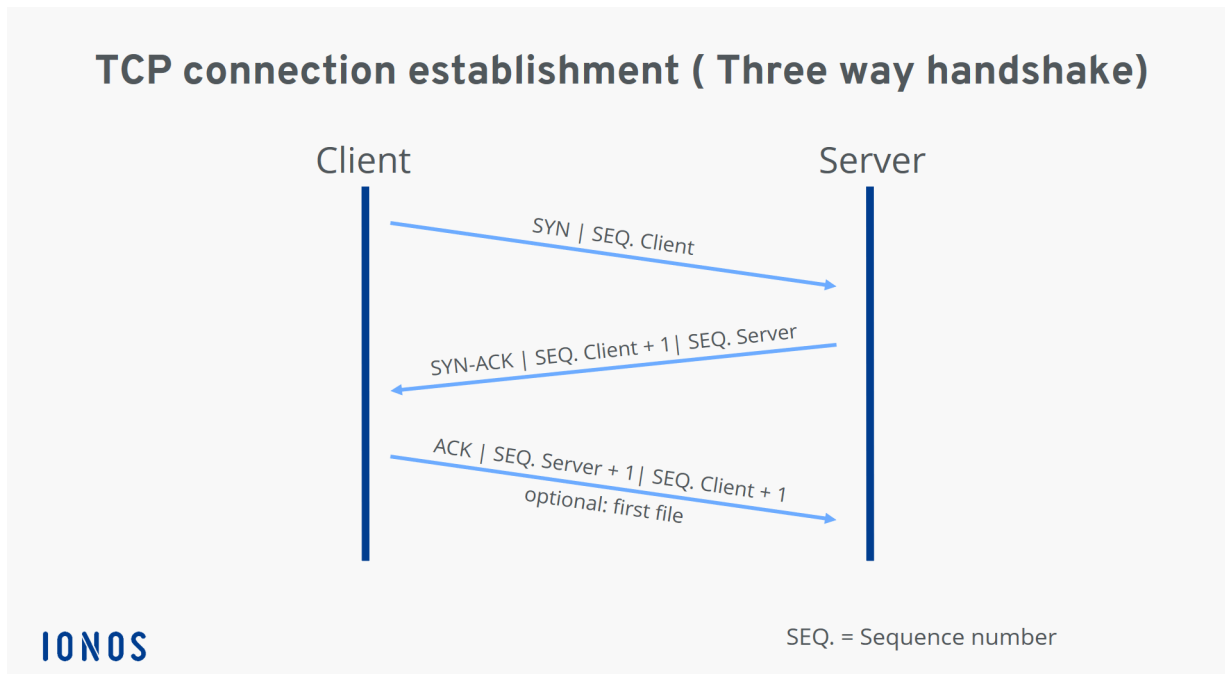 TCP connection establishment ( Three way handshake)
Client
Server
SYN | SEQ. Client
SYN-ACK | SEQ. Client + 1| SEQ. Server
ACK | SEQ. Server + 1| SEQ. Client + 1
optional: first file
IONOS
SEQ. = Sequence number